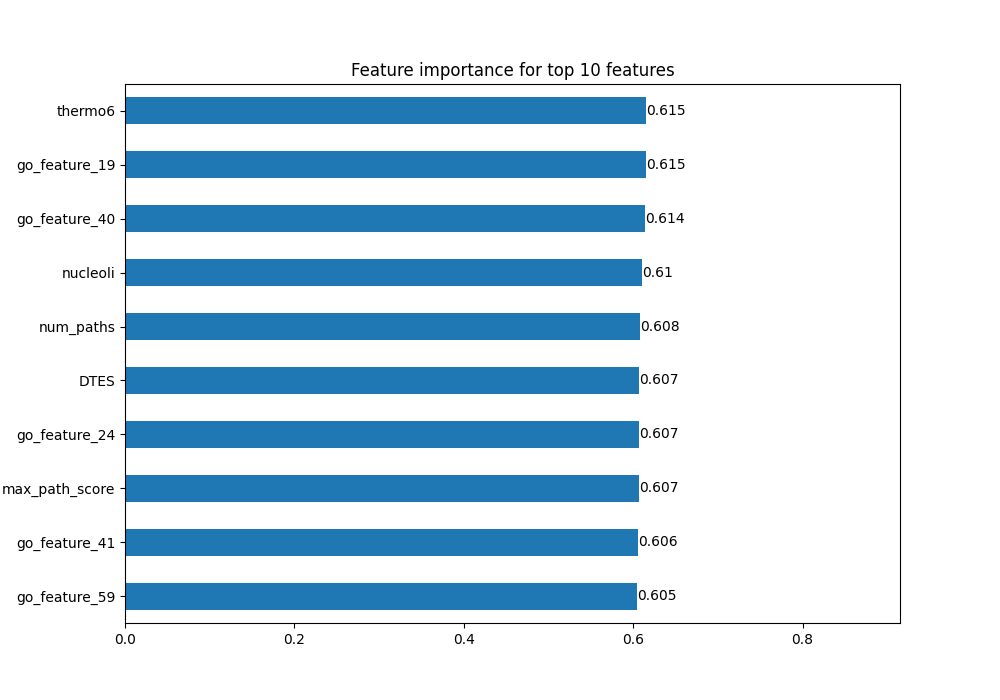 Feature importance for top 10 features
thermo6 0.615
go_feature_19 0.615
go_feature_40 0.614
nucleoli 0.61
num_paths 0.608
DTES 0.607
go_feature_24 0.607
max_path_score 0.607
go_feature_41 0.606
go_feature_59 0.605
0.0 0.2 0.4 0.6 0.8